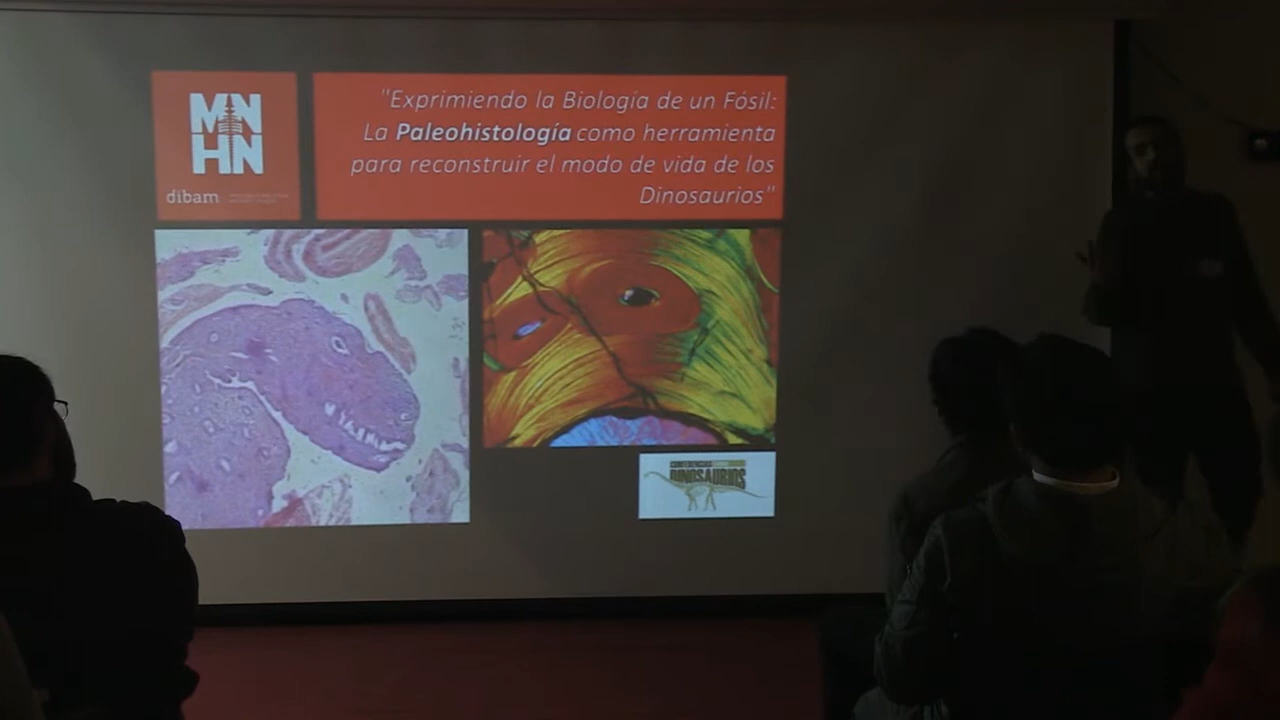 MN
HN
dibam
"Exprimiendo la Biología de un Fósil:
La Paleohistología como herramienta
para reconstruir el modo de vida de los
Dinosaurios"
CONFERENCIAS
DINOSAURIOS